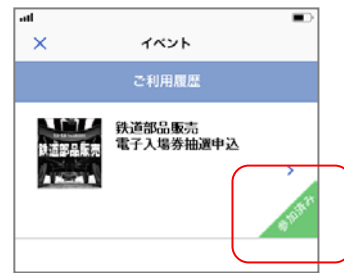 イベント
ご利用履歴
鉄道部品販売
鉄道部品販売
電子入場券抽選申込
参加済み